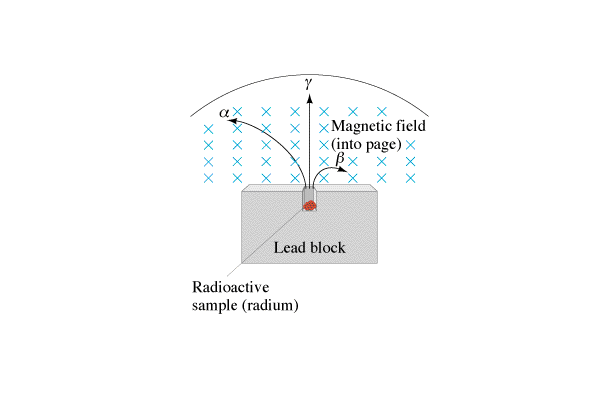 γ
α
Magnetic field
(into page)
β
Lead block
Radioactive
sample (radium)